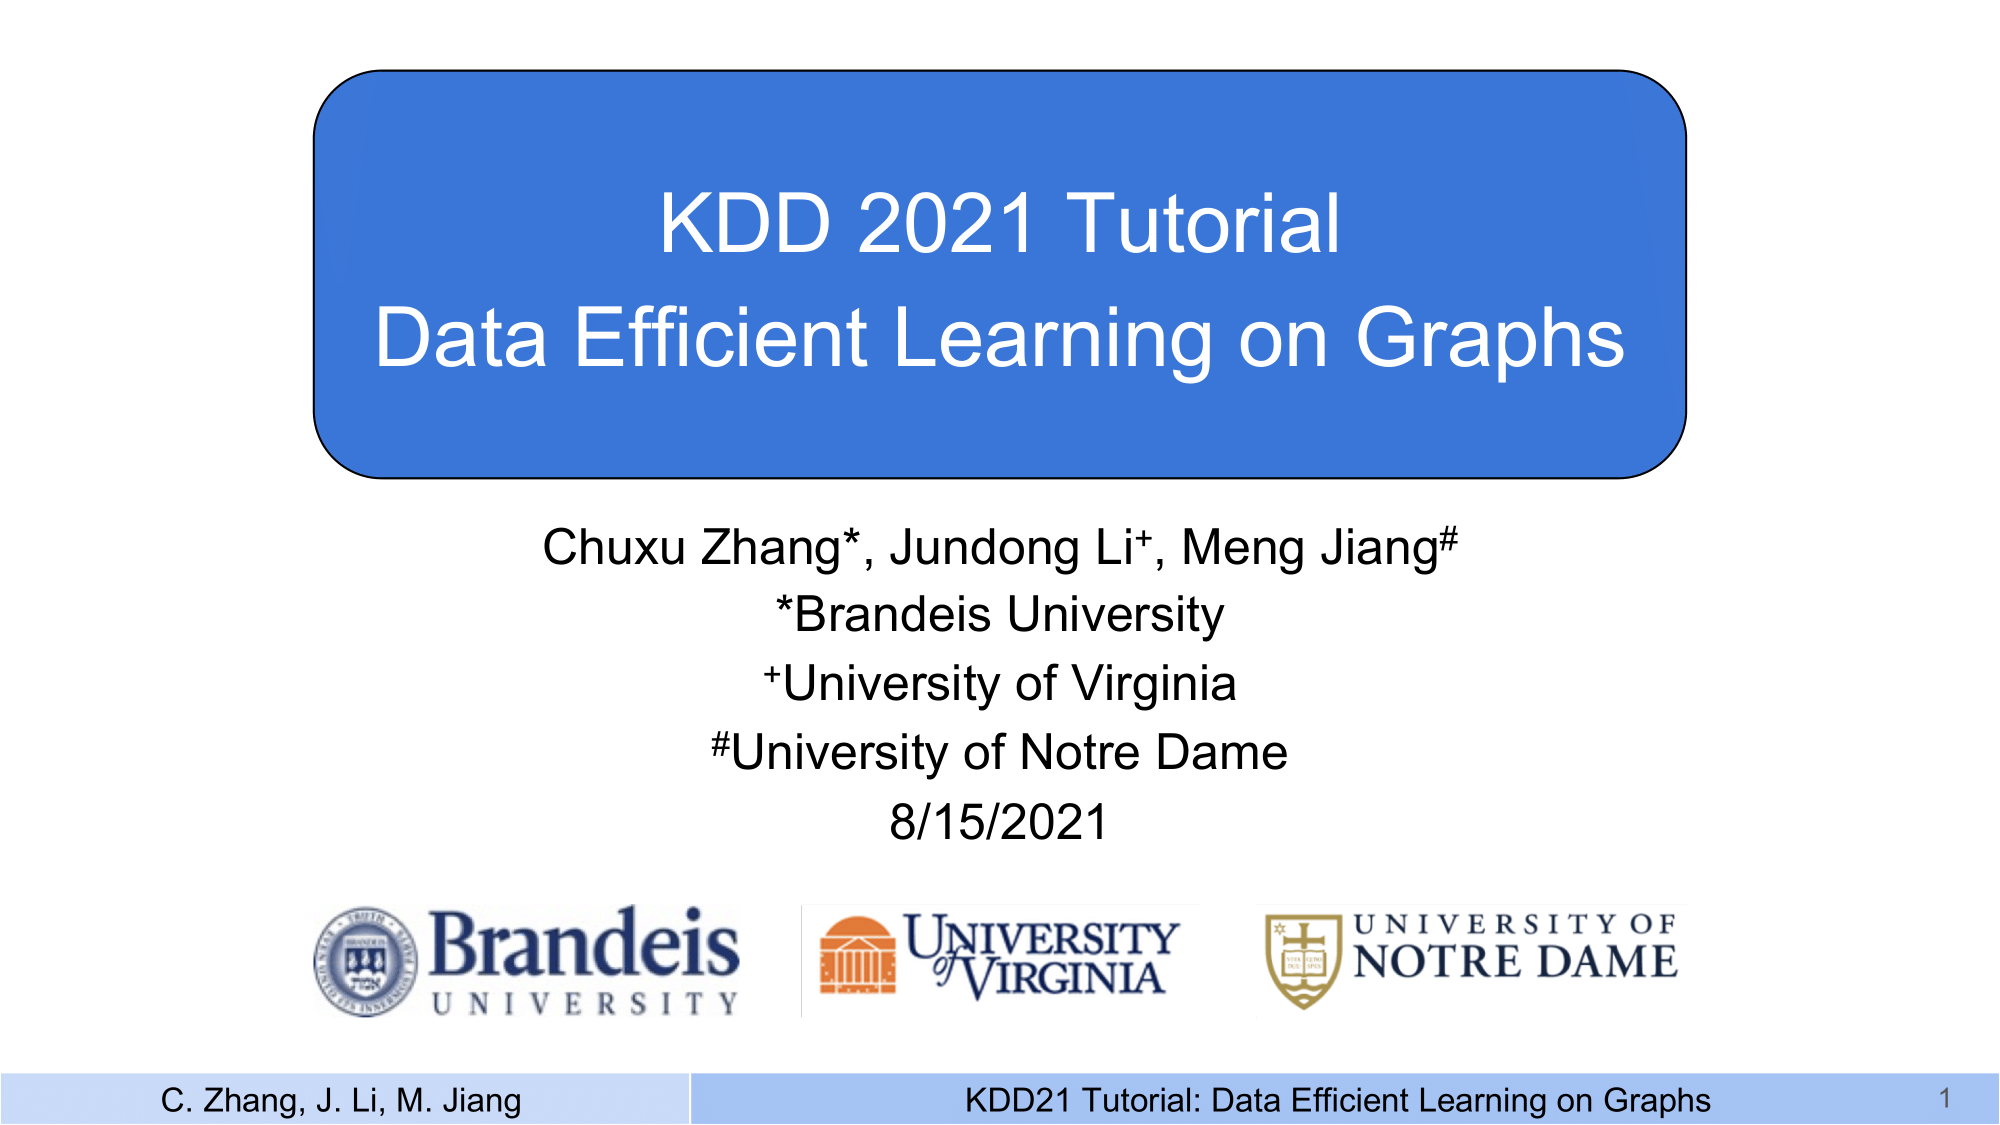 KDD 2021 Tutorial
Data Efficient Learning on Graphs
Chuxu Zhang*, Jundong Li+, Meng Jiang#
*Brandeis University
+University of Virginia
#University of Notre Dame
8/15/2021
Brandeis
UNIVERSITY
UNIVERSITY
of VIRGINIA
UNIVERSITY OF
NOTRE DAME
C. Zhang, J. Li, M. Jiang
KDD21 Tutorial: Data Efficient Learning on Graphs
1